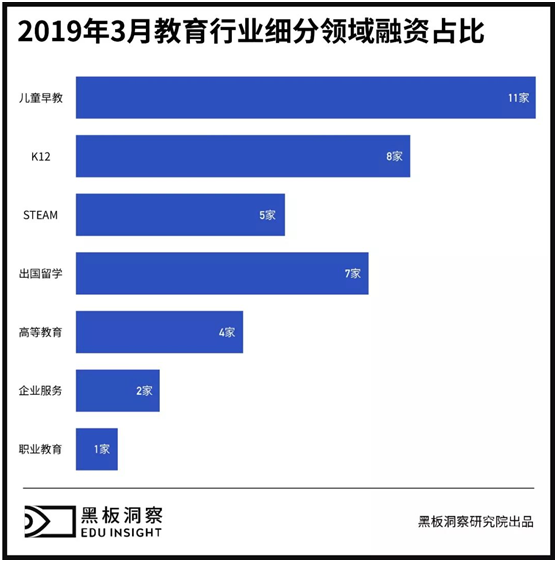 2019年3月教育行业细分领域融资占比
儿童早教
11家
K12
8家
STEAM
5家
出国留学
7家
高等教育
4家
企业服务
2家
职业教育
1家
黑板洞察
EDU INSIGHT
黑板洞察研究院出品